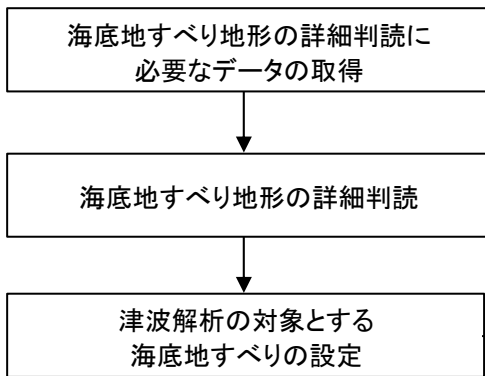 海底地すべり地形の詳細判読に
必要なデータの取得
海底地すべり地形の詳細判読
津波解析の対象とする
海底地すべりの設定